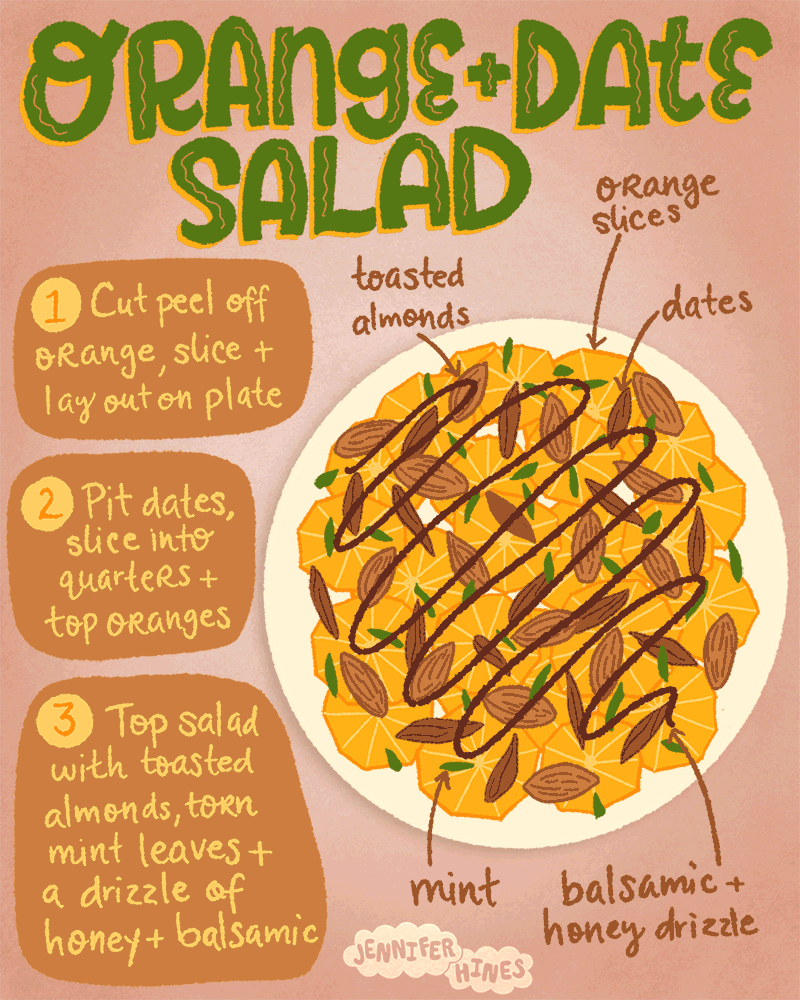 ORANGE + DATE
SALAD
orange
slices
toasted
almonds
dates
1 Cut peel off
orange, slice +
lay out on plate
2 Pit dates,
slice into
quarters +
top oranges
3 Top salad
with toasted
almonds, torn
mint leaves +
a drizzle of
honey + balsamic
mint
balsamic +
honey drizzle
JENNIFER
HINES